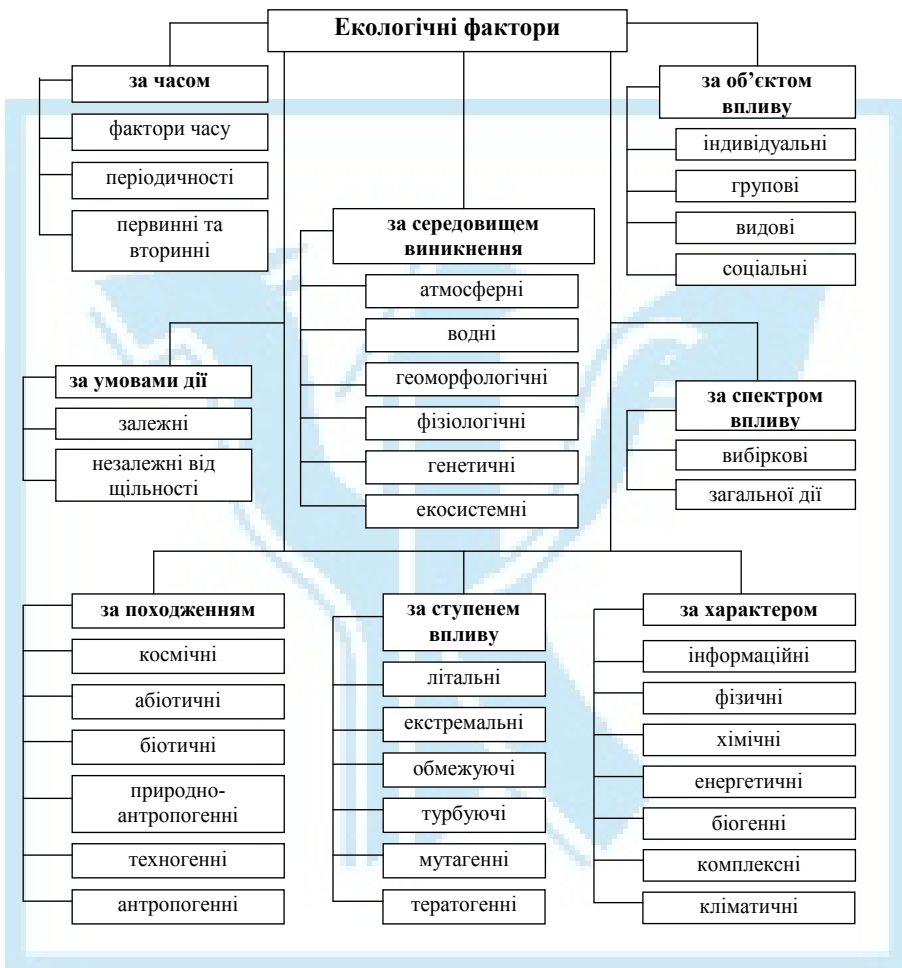 Екологічні фактори
за часом
фактори часу
періодичності
первинні та
вторинні
за об’єктом
впливу
індивідуальні
групові
видові
соціальні
за середовищем
виникнення
атмосферні
водні
геоморфологічні
фізіологічні
генетичні
екосистемні
за умовами дії
залежні
незалежні від
щільності
за спектром
впливу
вибіркові
загальної дії
за походженням
космічні
абіотичні
біотичні
природно-
антропогенні
техногенні
антропогенні
за ступенем
впливу
літальні
екстремальні
обмежуючі
турбуючі
мутагенні
тератогенні
за характером
інформаційні
фізичні
хімічні
енергетичні
біогенні
комплексні
кліматичні